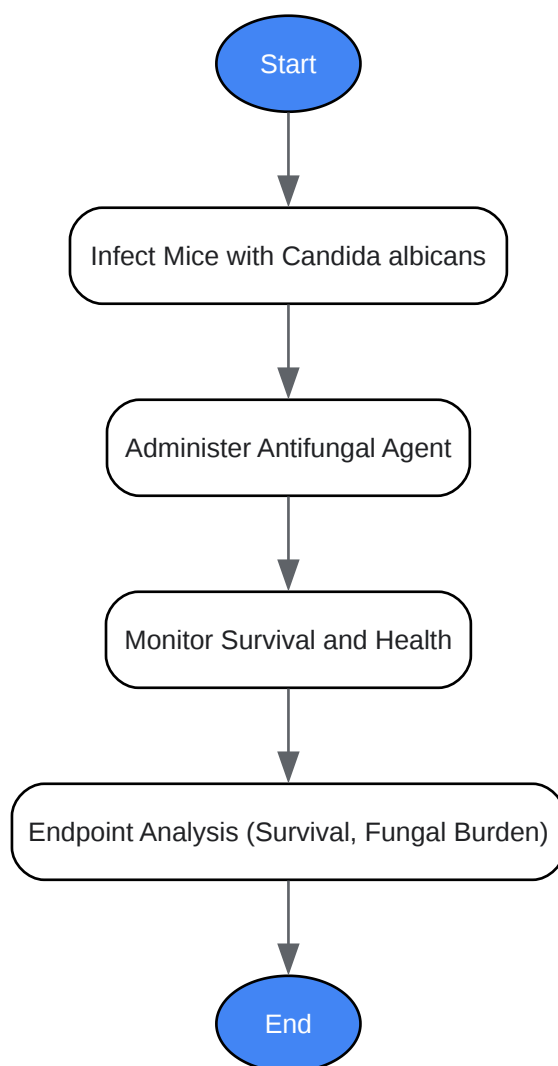 Start
Infect Mice with Candida albicans
Administer Antifungal Agent
Monitor Survival and Health
Endpoint Analysis (Survival, Fungal Burden)
End